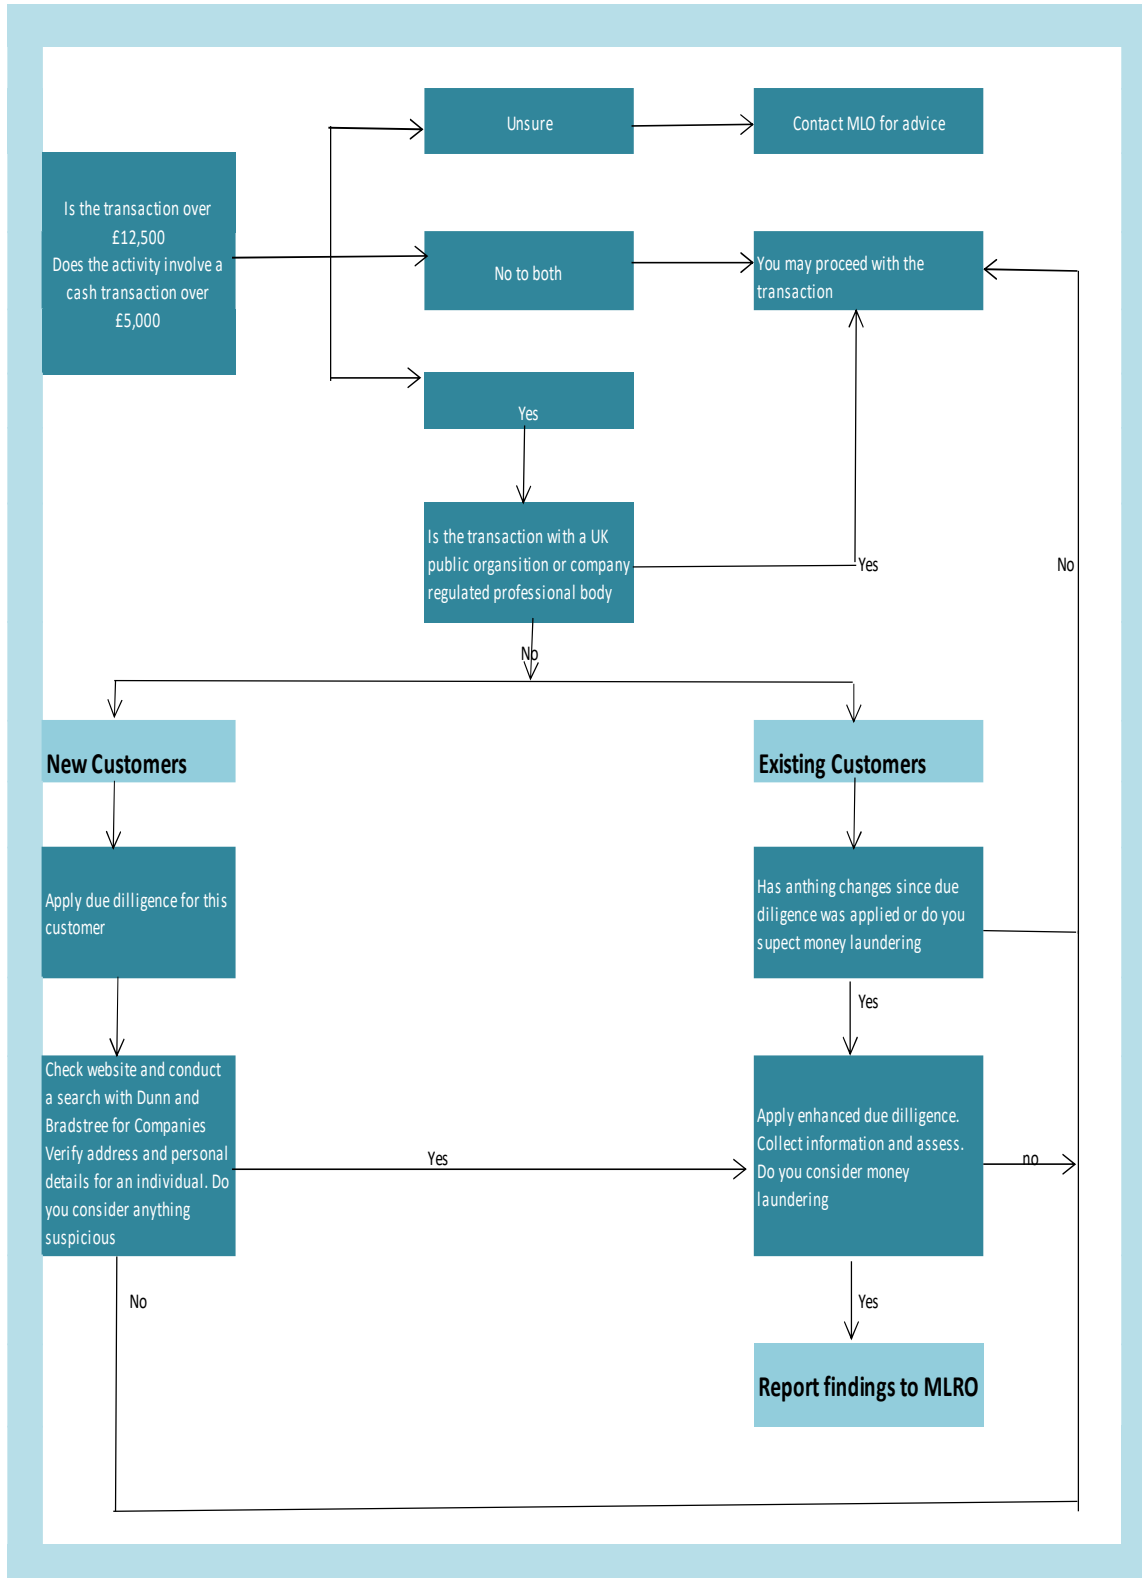 Unsure
Contact MLO for advice
Is the transaction over
£12,500
Does the activity involve a
cash transaction over
£5,000
No to both
You may proceed with the
transaction
Yes
Is the transaction with a UK
public organsition or company
regulated professional body
Yes
No
No
New Customers
Existing Customers
Apply due dilligence for this
customer
Has anthing changes since due
diligence was applied or do you
supect money laundering
Yes
Check website and conduct
a search with Dunn and
Bradstree for Companies
Verify address and personal
details for an individual. Do
you consider anything
suspicious
Yes
Apply enhanced due dilligence.
Collect information and assess.
Do you consider money
laundering
no
No
Yes
Report findings to MLRO